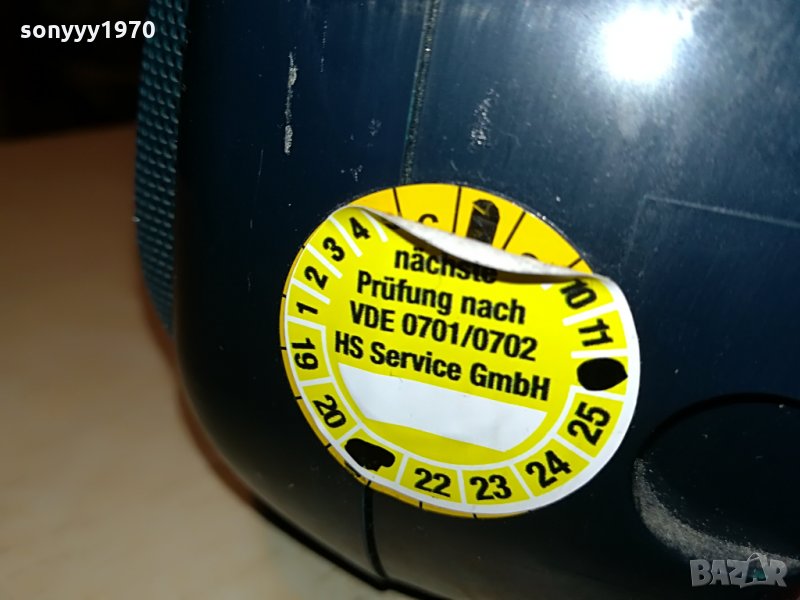 sonyyy1970
4
3
2
1
10
11
nächste
Prüfung nach
VDE 0701/0702
HS Service GmbH
19
20
22
23
24
25
BAZAR